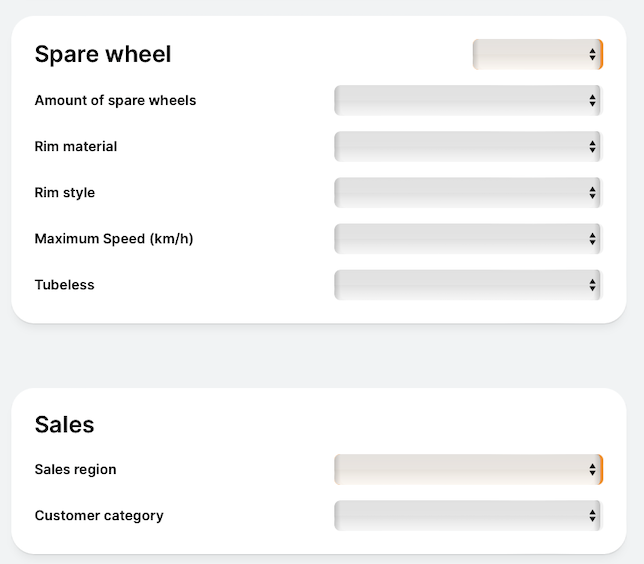 Spare wheel
Amount of spare wheels
Rim material
Rim style
Maximum Speed (km/h)
Tubeless
Sales
Sales region
Customer category